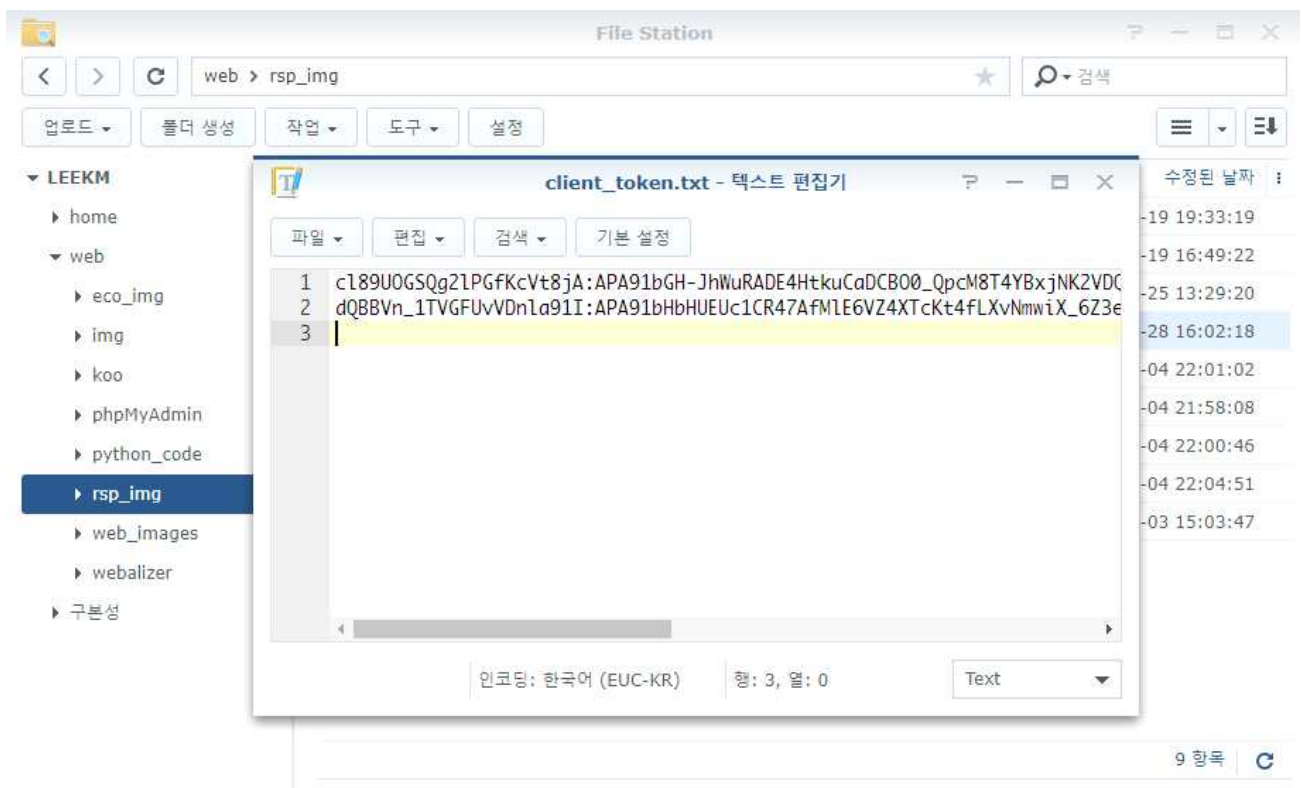 File Station
web > rsp_img
검색
업로드 폴더 생성 작업 도구 설정
LEEKM
home
web
eco_img
img
koo
phpMyAdmin
python_code
rsp_img
web_images
webalizer
구본성
client_token.txt - 텍스트 편집기
파일 편집 검색 기본 설정
1 cl89UOGSQg2lPGfKcVt8jA:APA91bGH-JhWuRADE4HtkuCaDCBO0_QpcM8T4YBxjNK2VDQ
2 dQBBVn_1TVGFUvVDnla91I:APA91bHbHUEUc1CR47AfMlE6VZ4XTcKt4fLXvNmwiX_6Z3e
3
인코딩: 한국어 (EUC-KR) 행: 3, 열: 0 Text
수정된 날짜
-19 19:33:19
-19 16:49:22
-25 13:29:20
-28 16:02:18
-04 22:01:02
-04 21:58:08
-04 22:00:46
-04 22:04:51
-03 15:03:47
9 항목